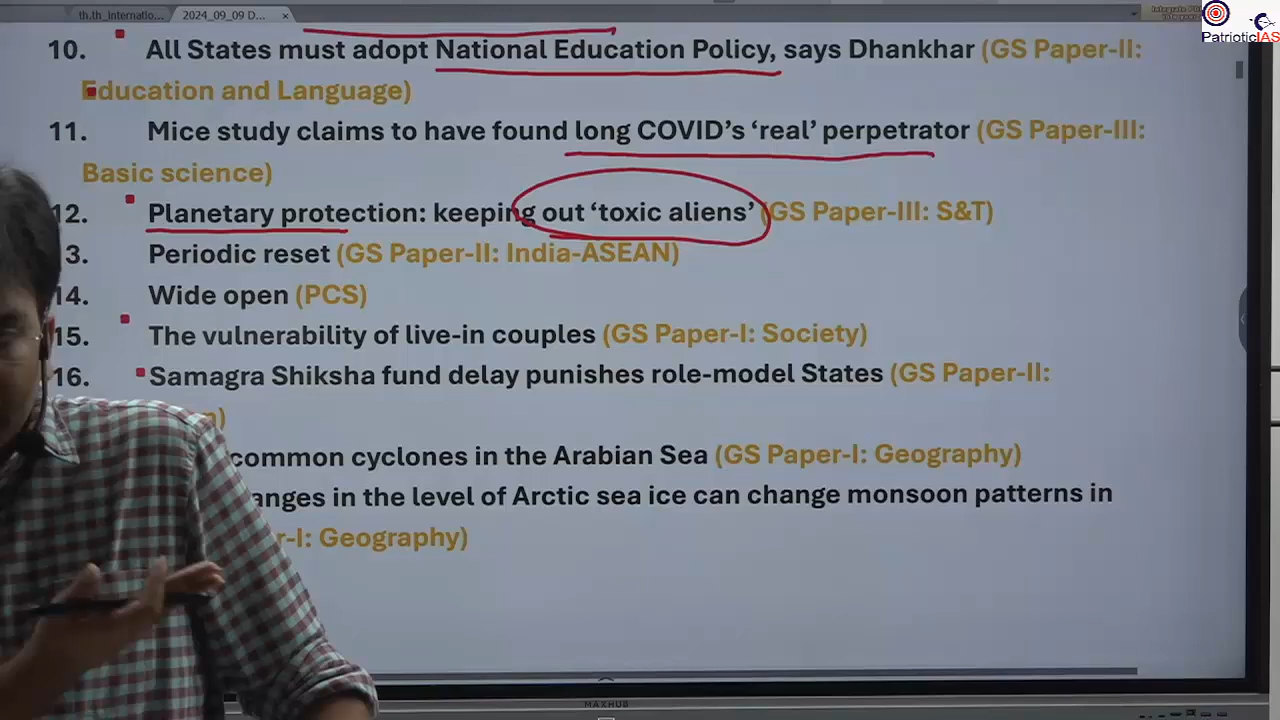 th.th_internatio...
2024_09_09 D...
PatrioticIAS
10. All States must adopt National Education Policy, says Dhankhar (GS Paper-II:
Education and Language)
11. Mice study claims to have found long COVID's 'real' perpetrator (GS Paper-III:
Basic science)
12. Planetary protection: keeping out 'toxic aliens' (GS Paper-III: S&T)
3. Periodic reset (GS Paper-II: India-ASEAN)
14. Wide open (PCS)
15. The vulnerability of live-in couples (GS Paper-I: Society)
16. Samagra Shiksha fund delay punishes role-model States (GS Paper-II:
n)
common cyclones in the Arabian Sea (GS Paper-I: Geography)
anges in the level of Arctic sea ice can change monsoon patterns in
r-I: Geography)
MAXHUB